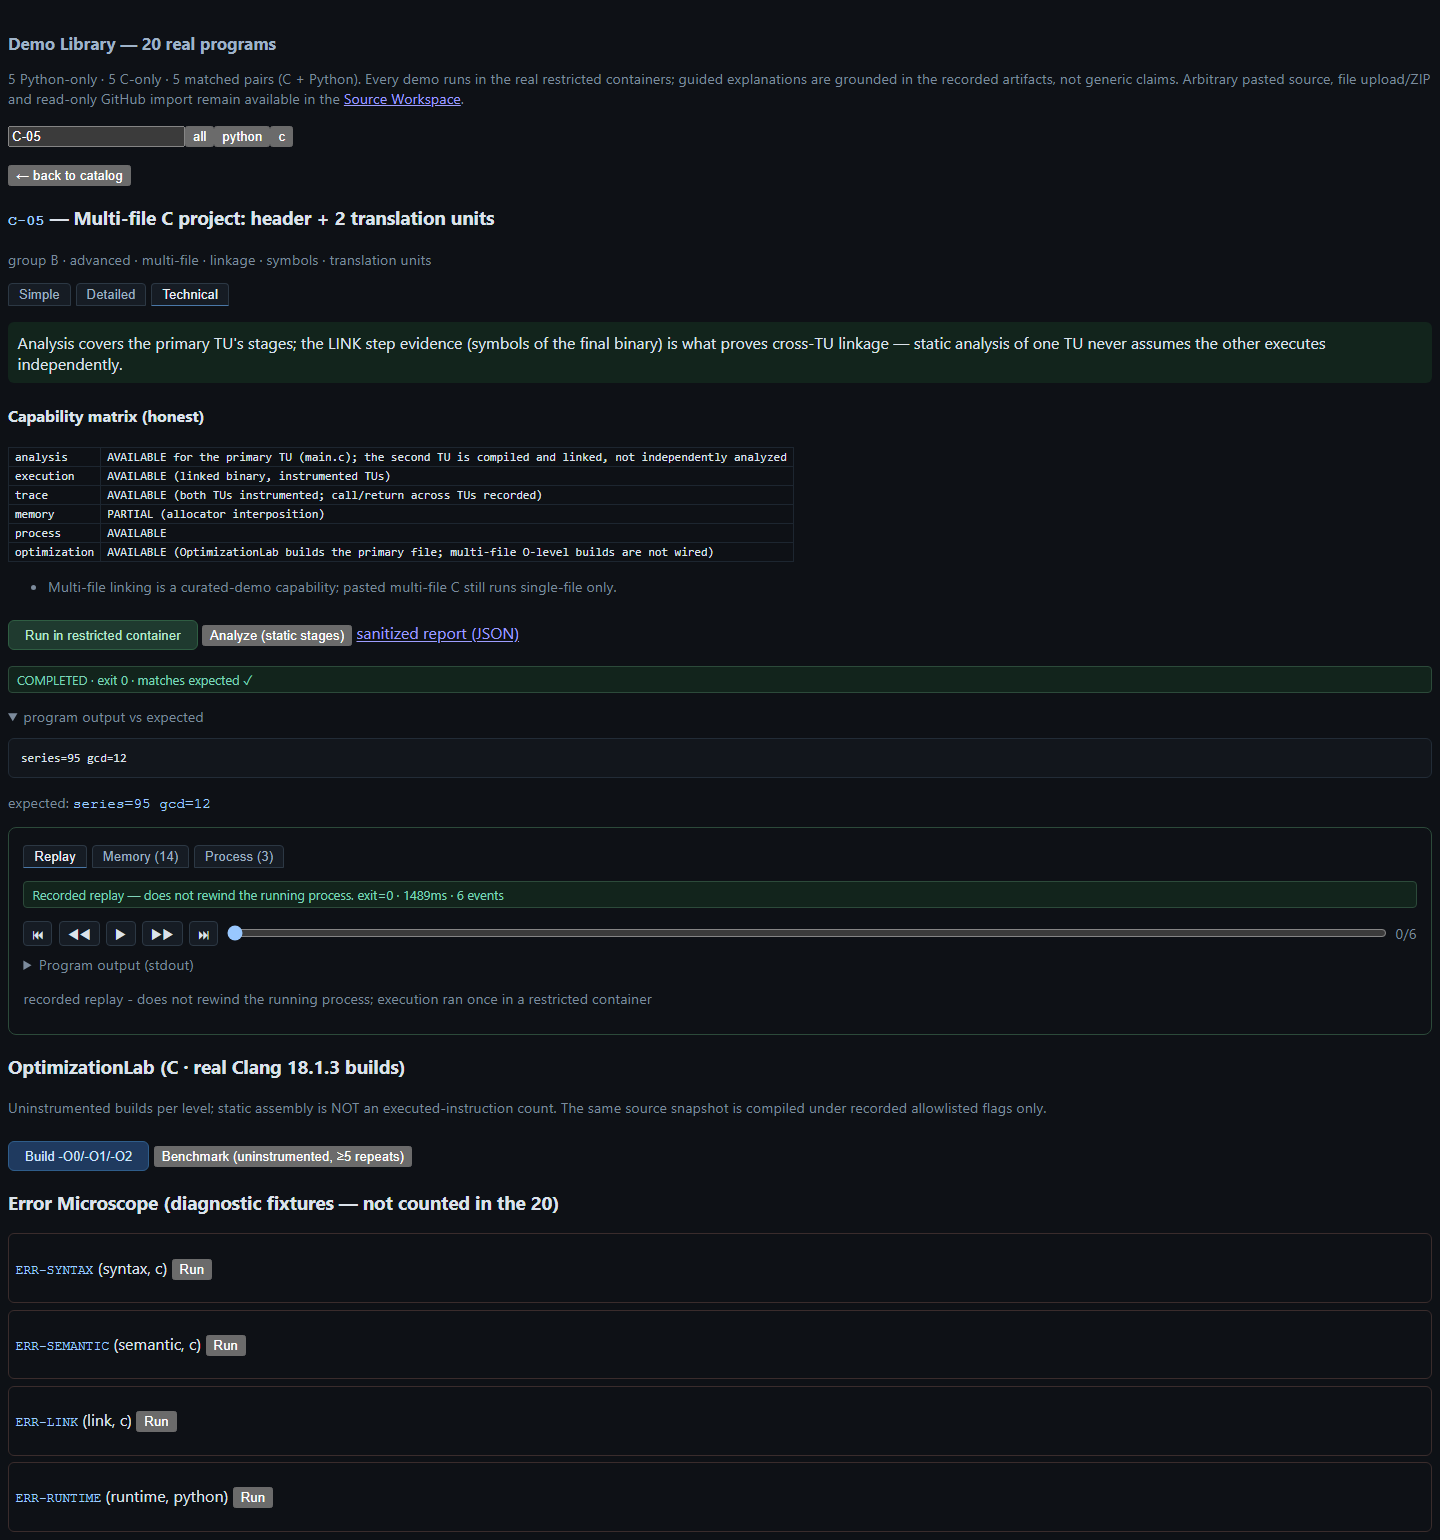 Demo Library — 20 real programs
5 Python-only · 5 C-only · 5 matched pairs (C + Python). Every demo runs in the real restricted containers; guided explanations are grounded in the recorded artifacts, not generic claims. Arbitrary pasted source, file upload/ZIP
and read-only GitHub import remain available in the Source Workspace.
C-05 all python c
← back to catalog
C-05 — Multi-file C project: header + 2 translation units
group B · advanced · multi-file · linkage · symbols · translation units
Simple Detailed Technical
Analysis covers the primary TU's stages; the LINK step evidence (symbols of the final binary) is what proves cross-TU linkage — static analysis of one TU never assumes the other executes
independently.
Capability matrix (honest)
analysis AVAILABLE for the primary TU (main.c); the second TU is compiled and linked, not independently analyzed
execution AVAILABLE (linked binary, instrumented TUs)
trace AVAILABLE (both TUs instrumented; call/return across TUs recorded)
memory PARTIAL (allocator interposition)
process AVAILABLE
optimization AVAILABLE (OptimizationLab builds the primary file; multi-file O-level builds are not wired)
• Multi-file linking is a curated-demo capability; pasted multi-file C still runs single-file only.
Run in restricted container Analyze (static stages) sanitized report (JSON)
COMPLETED · exit 0 · matches expected ✓
▼ program output vs expected
series=95 gcd=12
expected: series=95 gcd=12
Replay Memory (14) Process (3)
Recorded replay — does not rewind the running process. exit=0 · 1489ms · 6 events
⏮ ◀◀ ▶ ▶▶ ⏭ 0/6
▶ Program output (stdout)
recorded replay - does not rewind the running process; execution ran once in a restricted container
OptimizationLab (C · real Clang 18.1.3 builds)
Uninstrumented builds per level; static assembly is NOT an executed-instruction count. The same source snapshot is compiled under recorded allowlisted flags only.
Build -O0/-O1/-O2 Benchmark (uninstrumented, ≥5 repeats)
Error Microscope (diagnostic fixtures — not counted in the 20)
ERR-SYNTAX (syntax, c) Run
ERR-SEMANTIC (semantic, c) Run
ERR-LINK (link, c) Run
ERR-RUNTIME (runtime, python) Run